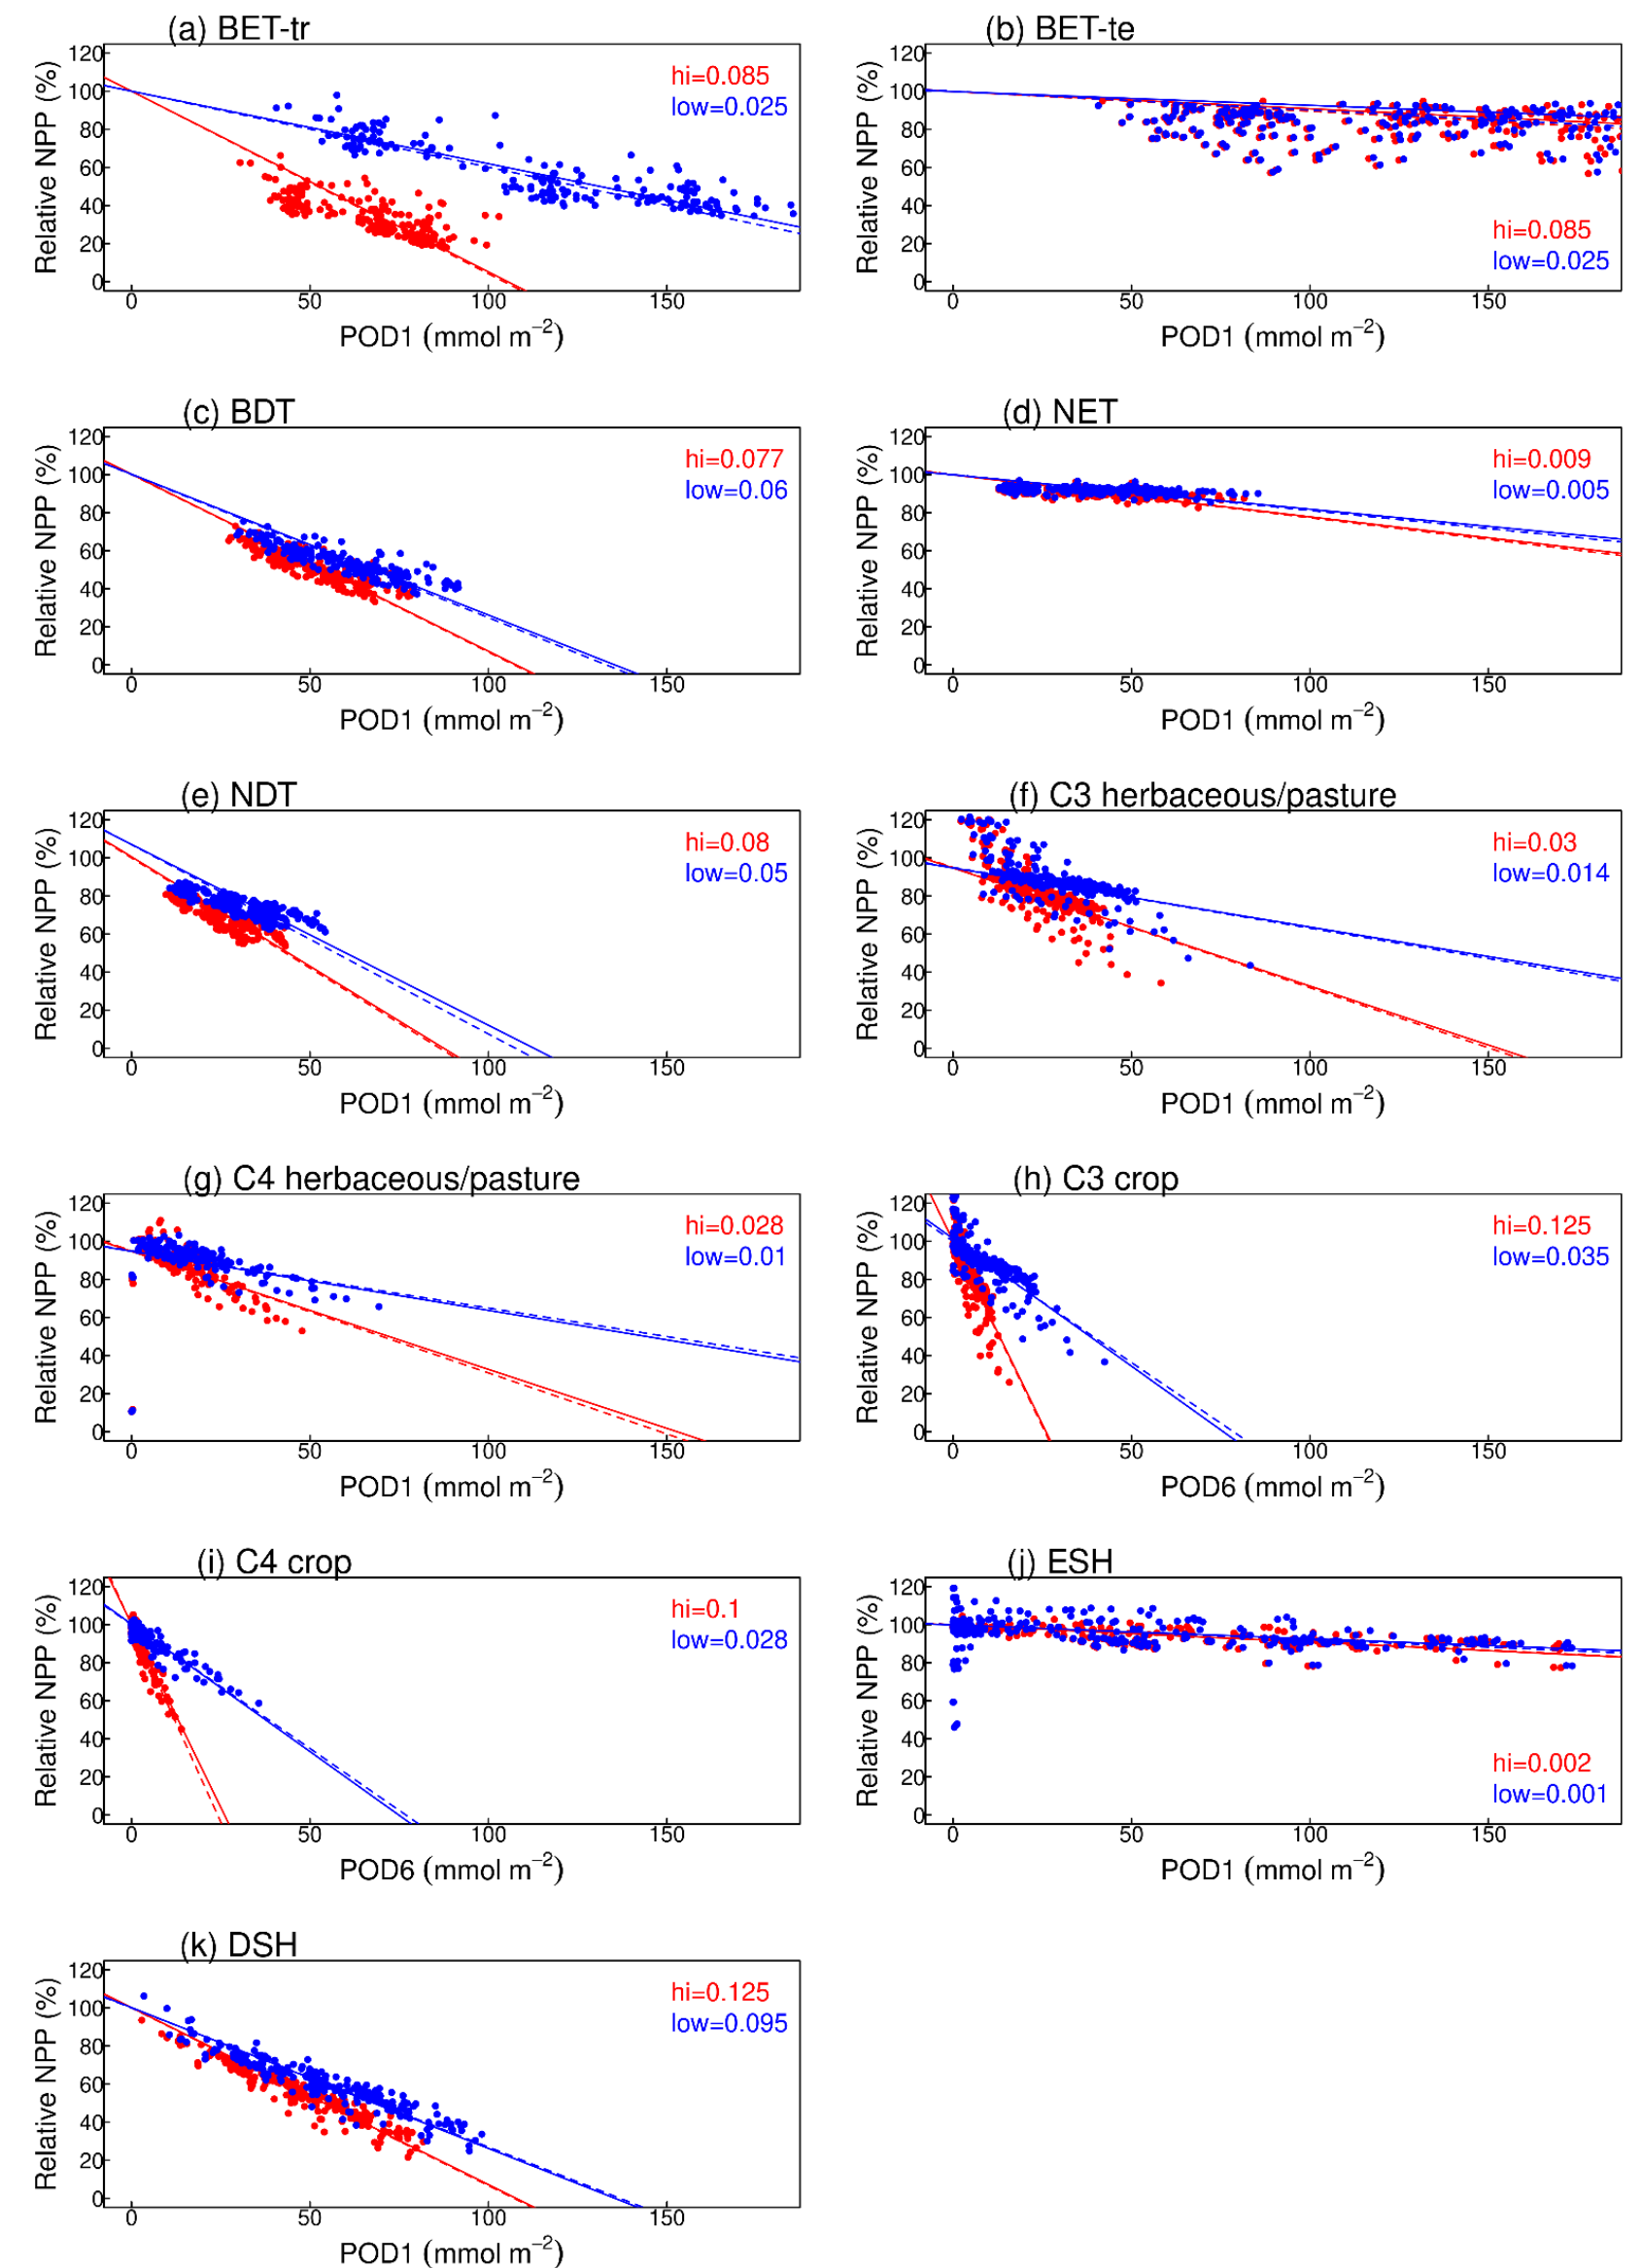 (a) BET-tr
Relative NPP (%)
120
100
80
60
40
20
0
hi=0.085
low=0.025
0 50 100 150
POD1 (mmol m−2)
(b) BET-te
Relative NPP (%)
120
100
80
60
40
20
0
hi=0.085
low=0.025
0 50 100 150
POD1 (mmol m−2)
(c) BDT
Relative NPP (%)
120
100
80
60
40
20
0
hi=0.077
low=0.06
0 50 100 150
POD1 (mmol m−2)
(d) NET
Relative NPP (%)
120
100
80
60
40
20
0
hi=0.009
low=0.005
0 50 100 150
POD1 (mmol m−2)
(e) NDT
Relative NPP (%)
120
100
80
60
40
20
0
hi=0.08
low=0.05
0 50 100 150
POD1 (mmol m−2)
(f) C3 herbaceous/pasture
Relative NPP (%)
120
100
80
60
40
20
0
hi=0.03
low=0.014
0 50 100 150
POD1 (mmol m−2)
(g) C4 herbaceous/pasture
Relative NPP (%)
120
100
80
60
40
20
0
hi=0.028
low=0.01
0 50 100 150
POD1 (mmol m−2)
(h) C3 crop
Relative NPP (%)
120
100
80
60
40
20
0
hi=0.125
low=0.035
0 50 100 150
POD6 (mmol m−2)
(i) C4 crop
Relative NPP (%)
120
100
80
60
40
20
0
hi=0.1
low=0.028
0 50 100 150
POD6 (mmol m−2)
(j) ESH
Relative NPP (%)
120
100
80
60
40
20
0
hi=0.002
low=0.001
0 50 100 150
POD1 (mmol m−2)
(k) DSH
Relative NPP (%)
120
100
80
60
40
20
0
hi=0.125
low=0.095
0 50 100 150
POD1 (mmol m−2)